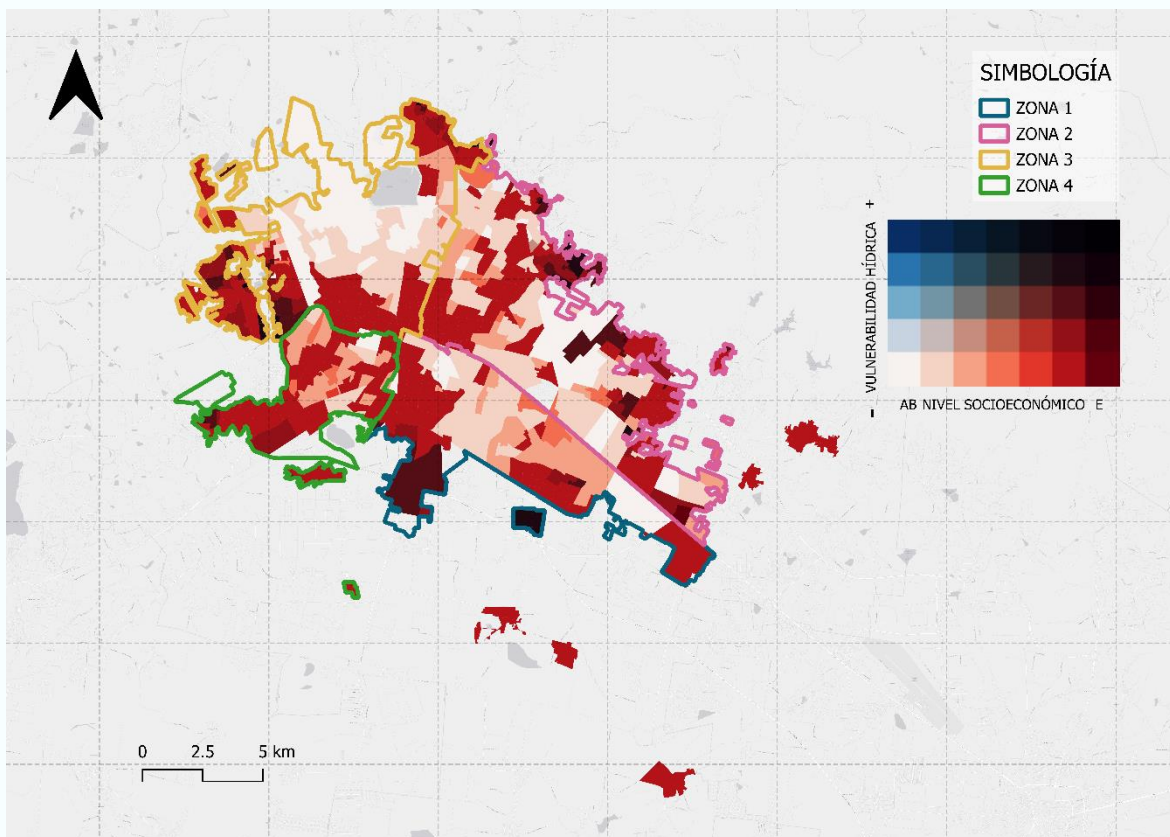 SIMBOLOGÍA
ZONA 1
ZONA 2
ZONA 3
ZONA 4
- VULNERABILIDAD HÍDRICA +
AB NIVEL SOCIOECONÓMICO E
0 2.5 5 km